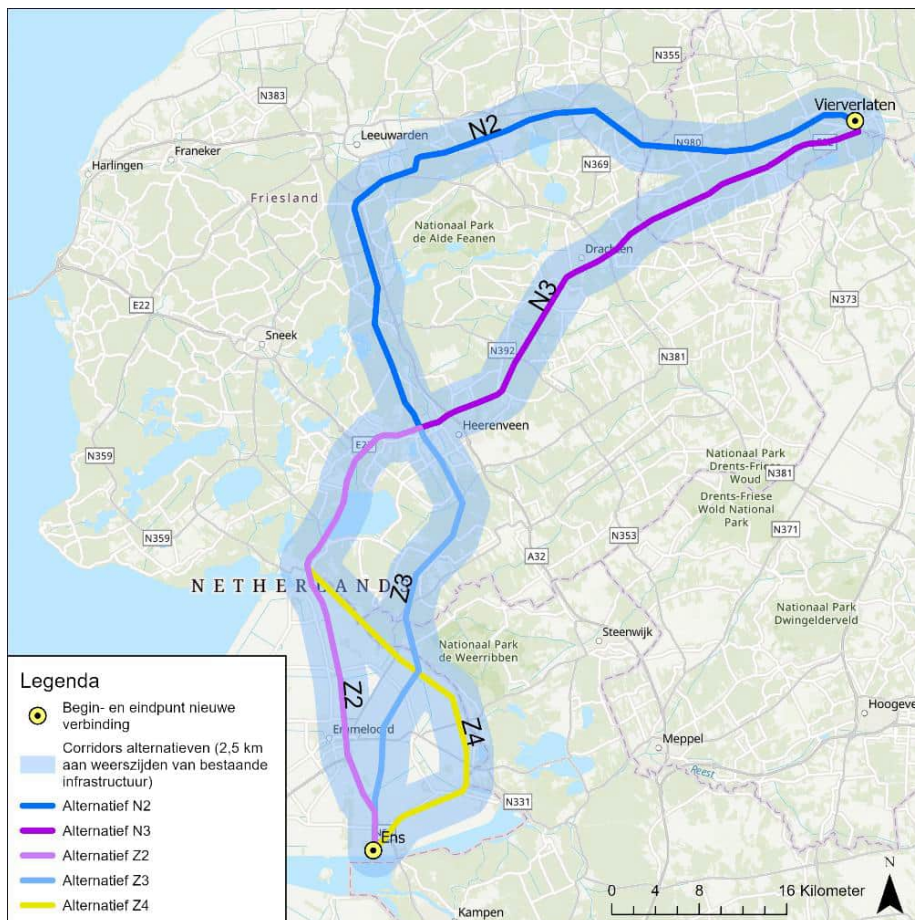 N355
Vierverlaten
N383
Leeuwarden
N2
N980
Franeker
Harlingen
N369
Friesland
Nationaal Park
de Alde Feanen
Drachten
E22
N3
N373
Sneek
N392
N381
Heerenveen
Nationaal Park
Drents-Friese
Woud
N381
N359
Drents-Friese
Wold National
Park
N371
N359
N353
A32
Z3
NETHERLANDS
Nationaal Park
Dwingelderveld
Steenwijk
Nationaal Park
de Weerribben
Z2
Z4
Emmeloord
Hoogeve
Meppel
Reest
N331
Ens
Kampen
Legenda
Begin- en eindpunt nieuwe
verbinding
Corridors alternatieven (2,5 km
aan weerszijden van bestaande
infrastructuur)
Alternatief N2
Alternatief N3
Alternatief Z2
Alternatief Z3
Alternatief Z4
0 4 8 16 Kilometer
N